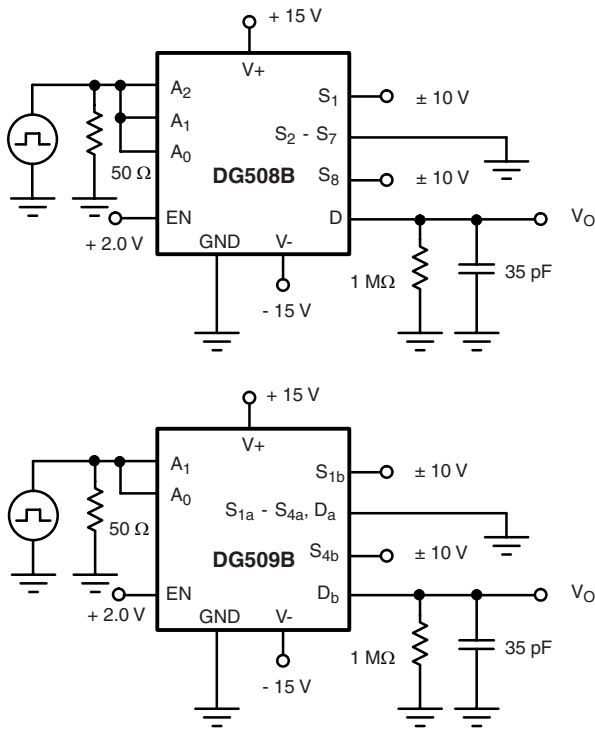 + 15 V
V+
A2
A1
A0
50 Ω
DG508B
S1
± 10 V
S2 - S7
S8
± 10 V
D
VO
EN
+ 2.0 V
GND
V-
- 15 V
1 MΩ
35 pF
+ 15 V
V+
A1
A0
50 Ω
DG509B
S1b
± 10 V
S1a - S4a, Da
S4b
± 10 V
Db
VO
EN
+ 2.0 V
GND
V-
- 15 V
1 MΩ
35 pF